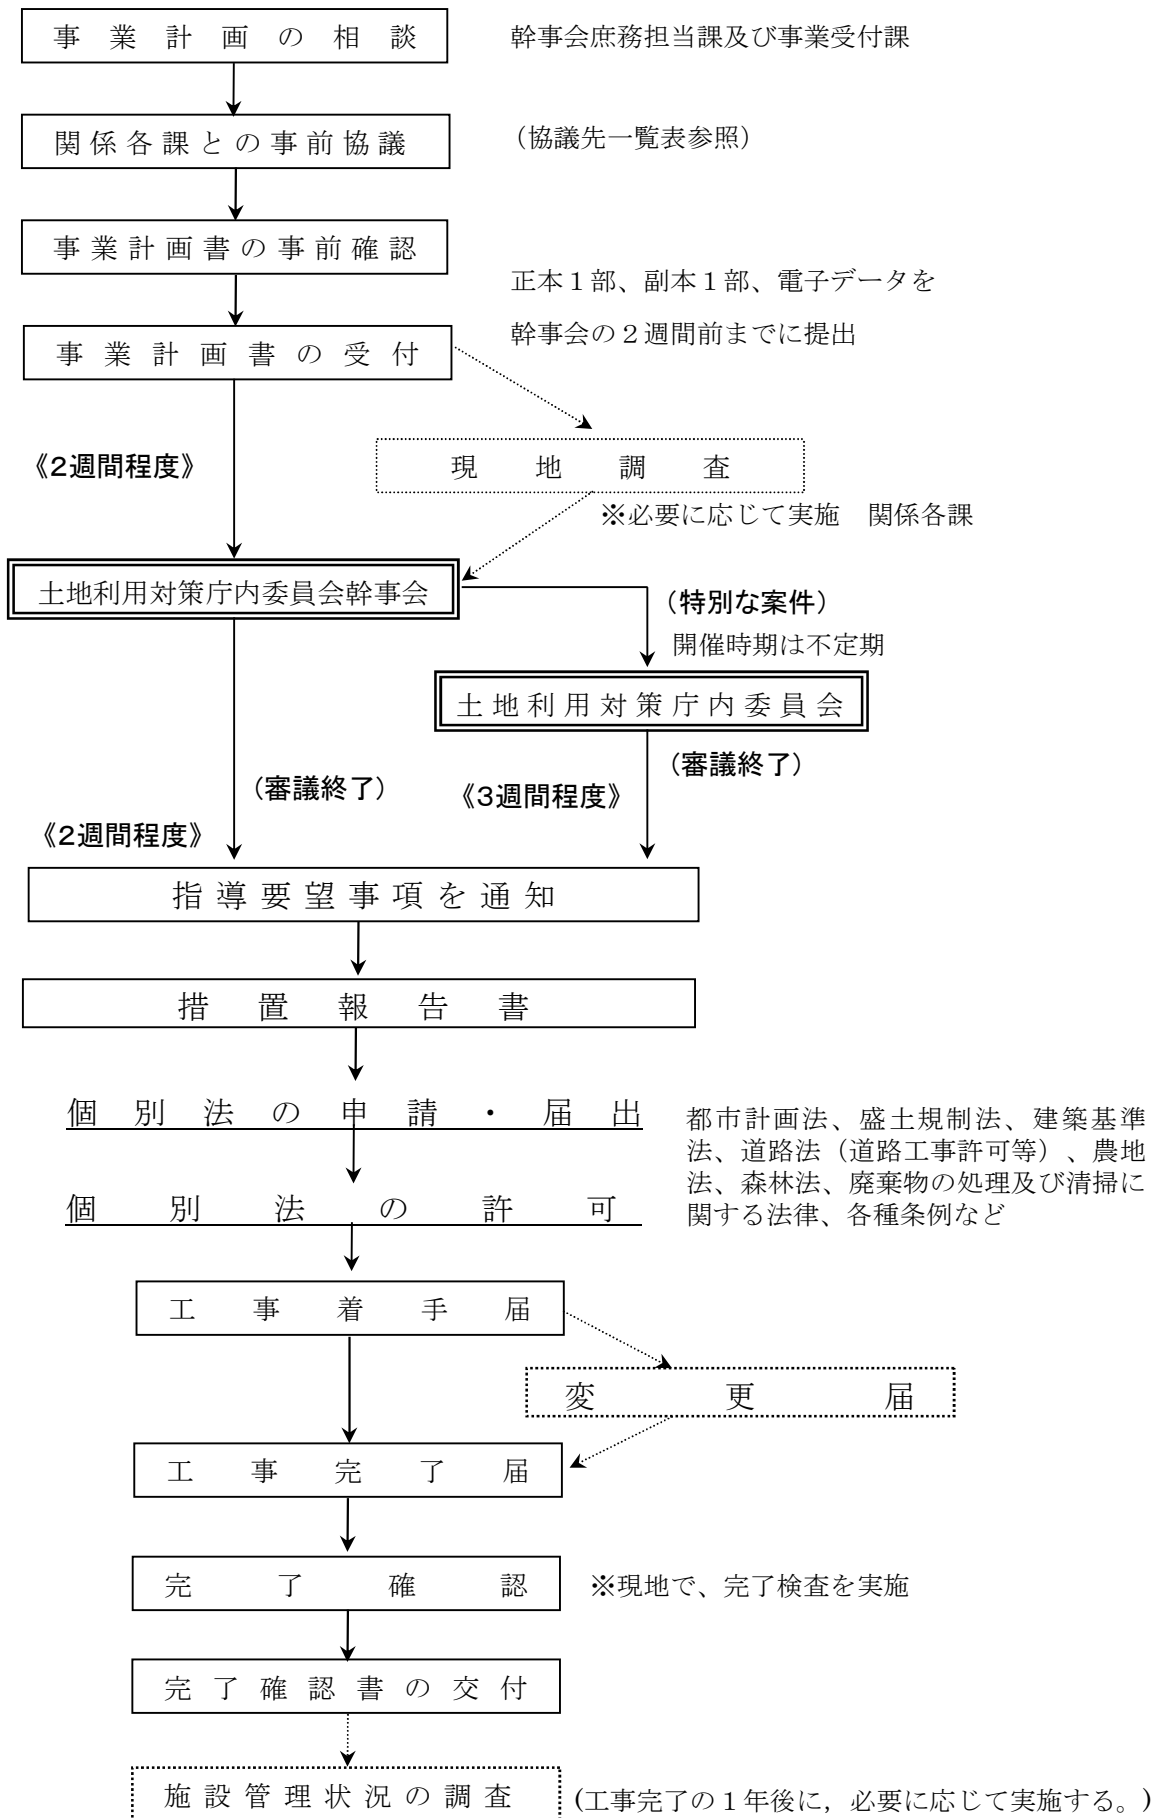 事業計画の相談
幹事会庶務担当課及び事業受付課
関係各課との事前協議
(協議先一覧表参照)
事業計画書の事前確認
正本１部、副本１部、電子データを
幹事会の２週間前までに提出
事業計画書の受付
《2週間程度》
現地調査
※必要に応じて実施　関係各課
土地利用対策庁内委員会幹事会
(特別な案件)
開催時期は不定期
土地利用対策庁内委員会
(審議終了)
(審議終了)
《3週間程度》
《2週間程度》
指導要望事項を通知
措置報告書
個別法の申請・届出
都市計画法、盛土規制法、建築基準
法、道路法（道路工事許可等）、農地
法、森林法、廃棄物の処理及び清掃に
関する法律、各種条例など
個別法の許可
工事着手届
変更届
工事完了届
完了確認
※現地で、完了検査を実施
完了確認書の交付
施設管理状況の調査
(工事完了の１年後に，必要に応じて実施する。)